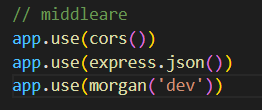 // middleare
app.use(cors())
app.use(express.json())
app.use(morgan('dev'))